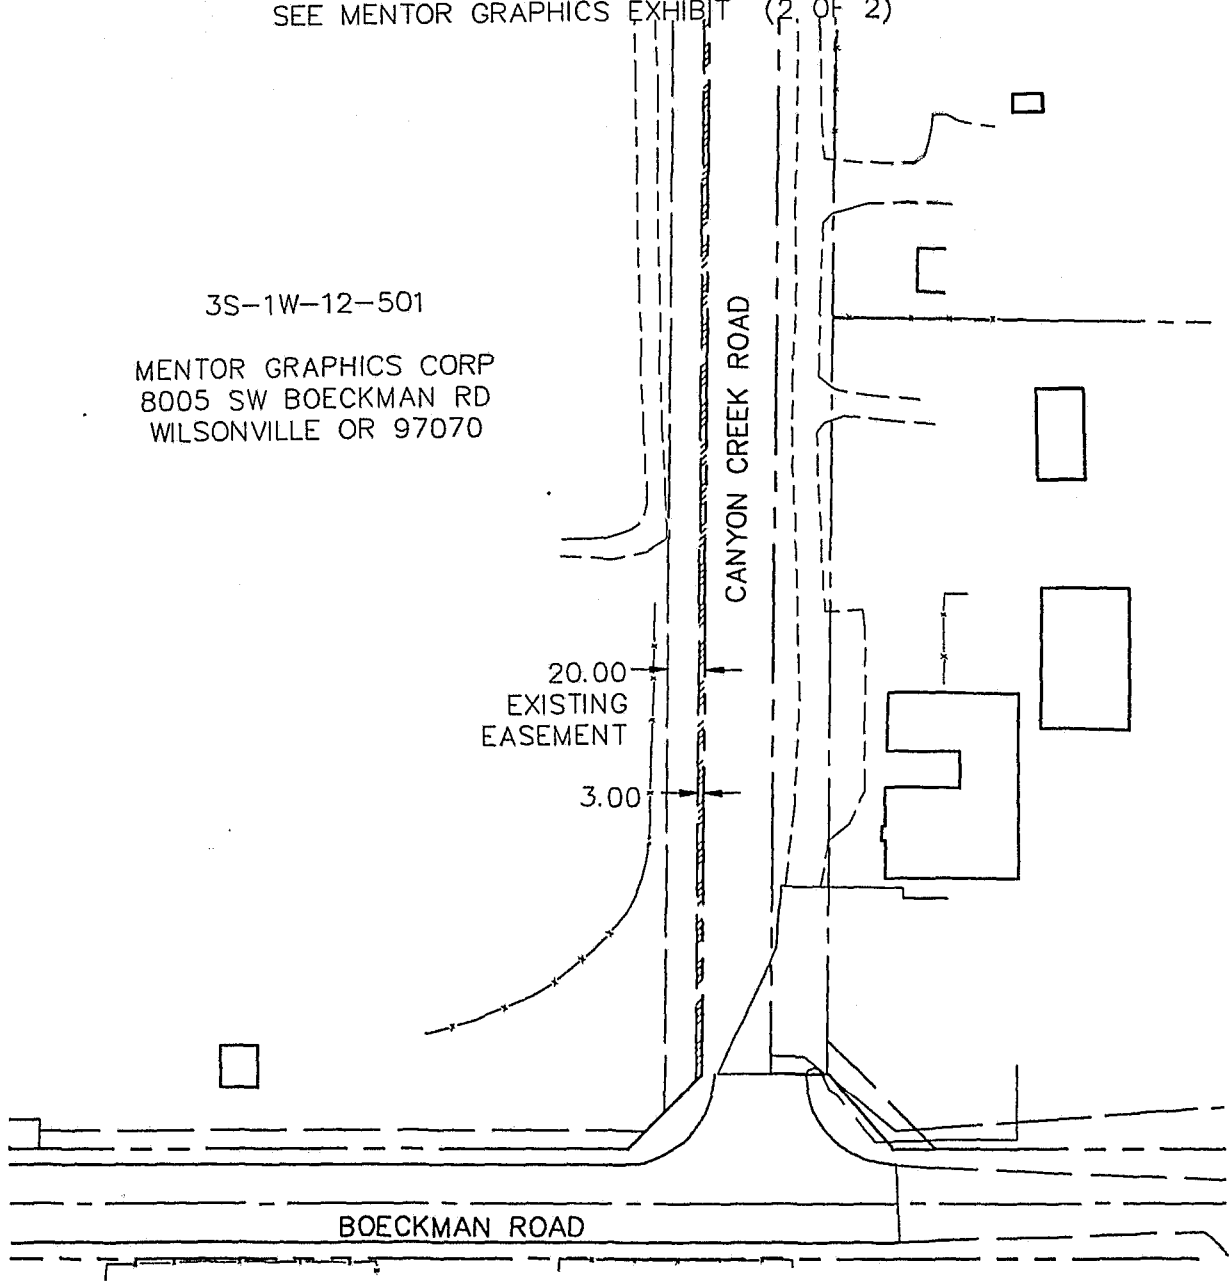 SEE MENTOR GRAPHICS EXHIBIT (2 OF 2)
3S-1W-12-501
MENTOR GRAPHICS CORP
8005 SW BOECKMAN RD
WILSONVILLE OR 97070
CANYON CREEK ROAD
20.00
EXISTING
EASEMENT
3.00
BOECKMAN ROAD